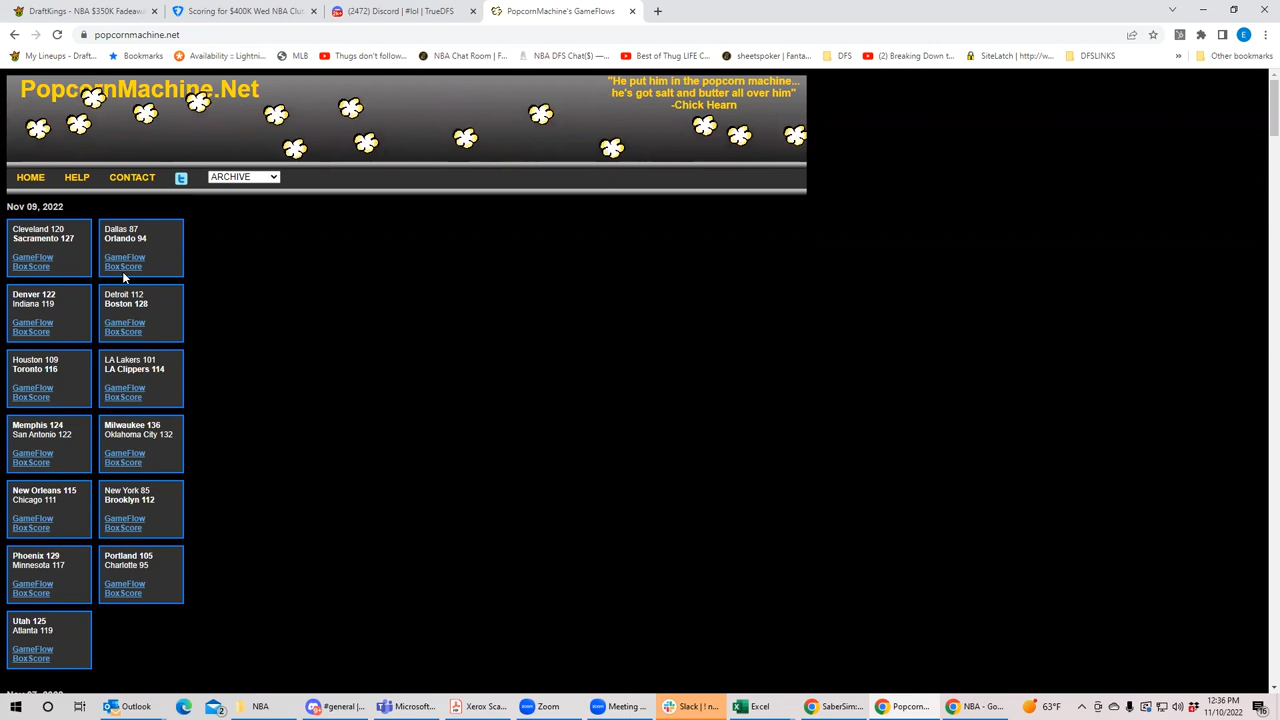 DraftKings - NBA $350K Fadeawa
Scoring for $400K Wed NBA Clut
(2472) Discord | #lol | TrueDFS
PopcornMachine's GameFlows
popcornmachine.net
My Lineups - Draft...
Bookmarks
Availability :: Lightni...
MLB
Thugs don't follow...
NBA Chat Room | F...
NBA DFS Chat($) —...
Best of Thug LIFE C...
sheetspoker | Fanta...
DFS
(2) Breaking Down t...
SiteLatch | http://w...
DFSLINKS
»
Other bookmarks
PopcornMachine.Net
"He put him in the popcorn machine...
he's got salt and butter all over him"
-Chick Hearn
HOME
HELP
CONTACT
ARCHIVE
Nov 09, 2022
Cleveland 120
Sacramento 127
GameFlow
BoxScore
Dallas 87
Orlando 94
GameFlow
BoxScore
Denver 122
Indiana 119
GameFlow
BoxScore
Detroit 112
Boston 128
GameFlow
BoxScore
Houston 109
Toronto 116
GameFlow
BoxScore
LA Lakers 101
LA Clippers 114
GameFlow
BoxScore
Memphis 124
San Antonio 122
GameFlow
BoxScore
Milwaukee 136
Oklahoma City 132
GameFlow
BoxScore
New Orleans 115
Chicago 111
GameFlow
BoxScore
New York 85
Brooklyn 112
GameFlow
BoxScore
Phoenix 129
Minnesota 117
GameFlow
BoxScore
Portland 105
Charlotte 95
GameFlow
BoxScore
Utah 125
Atlanta 119
GameFlow
BoxScore
Outlook
2
NBA
#general |...
Microsoft...
Xerox Sca...
Zoom
Meeting ...
Slack | ! n...
Excel
SaberSim:...
Popcorn...
NBA - Go...
63°F
12:36 PM
11/10/2022